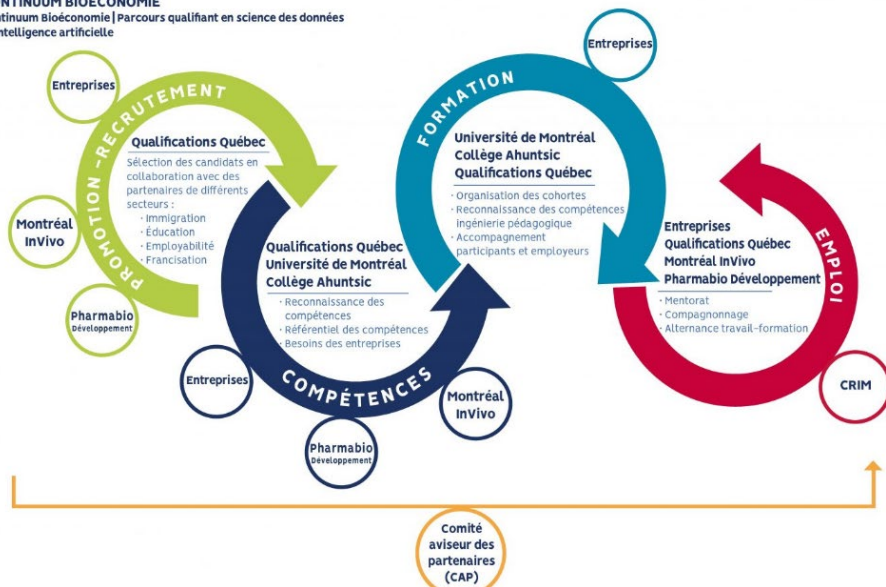 CONTINUUM BIOÉCONOMIE
ntinuum Bioéconomie | Parcours qualifiant en science des données
ntelligence artificielle
PROMOTION - RECRUTEMENT
Entreprises
Montréal
InVivo
Pharmabio
Développement
Qualifications Québec
Sélection des candidats en
collaboration avec des
partenaires de différents
secteurs :
· Immigration
· Éducation
· Employabilité
· Francisation
COMPÉTENCES
Qualifications Québec
Université de Montréal
Collège Ahuntsic
· Reconnaissance des
compétences
· Référentiel des compétences
· Besoins des entreprises
Entreprises
Pharmabio
Développement
Montréal
InVivo
FORMATION
Entreprises
Université de Montréal
Collège Ahuntsic
Qualifications Québec
· Organisation des cohortes
· Reconnaissance des compétences
ingénierie pédagogique
· Accompagnement
participants et employeurs
EMPLOI
Entreprises
Qualifications Québec
Montréal InVivo
Pharmabio Développement
· Mentorat
· Compagnonnage
· Alternance travail-formation
CRIM
Comité
aviseur des
partenaires
(CAP)